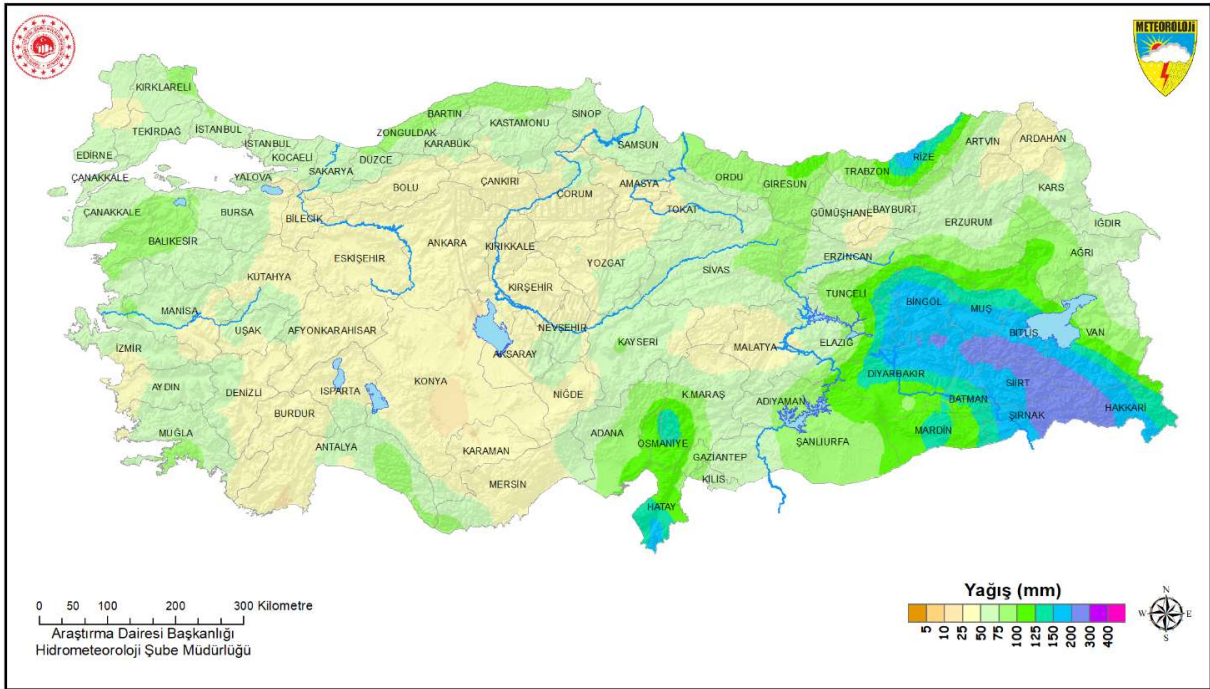 METEOROLOJİ
KIRKLARELİ
TEKİRDAĞ
İSTANBUL
İSTANBUL
EDİRNE
KOCAELİ
ÇANAKKALE
YALOVA
SAKARYA
DÜZCE
ZONGULDAK
BARTIN
KARABÜK
KASTAMONU
SİNOP
SAMSUN
ORDU
GİRESUN
TRABZON
RİZE
ARTVİN
ARDAHAN
KARS
IĞDIR
ÇANAKKALE
BURSA
BİLECİK
BOLU
ÇANKIRI
ÇORUM
AMASYA
TOKAT
GÜMÜŞHANE
BAYBURT
ERZURUM
AĞRI
BALIKESİR
KÜTAHYA
ESKİŞEHİR
ANKARA
KIRIKKALE
YOZGAT
SİVAS
ERZİNCAN
TUNCELİ
BİNGÖL
MUŞ
BİTLİS
VAN
MANİSA
UŞAK
AFYONKARAHİSAR
KIRŞEHİR
NEVŞEHİR
KAYSERİ
MALATYA
ELAZIĞ
İZMİR
AYDIN
DENİZLİ
ISPARTA
KONYA
AKSARAY
NİĞDE
K.MARAŞ
ADIYAMAN
DİYARBAKIR
BATMAN
SİİRT
ŞIRNAK
HAKKARİ
MUĞLA
BURDUR
ANTALYA
KARAMAN
MERSİN
ADANA
OSMANİYE
GAZİANTEP
KİLİS
ŞANLIURFA
MARDİN
HATAY
0 50 100 200 300 Kilometre
Araştırma Dairesi Başkanlığı
Hidrometeoroloji Şube Müdürlüğü
Yağış (mm)
5 10 25 50 75 100 125 150 200 300 400
N
W E
S